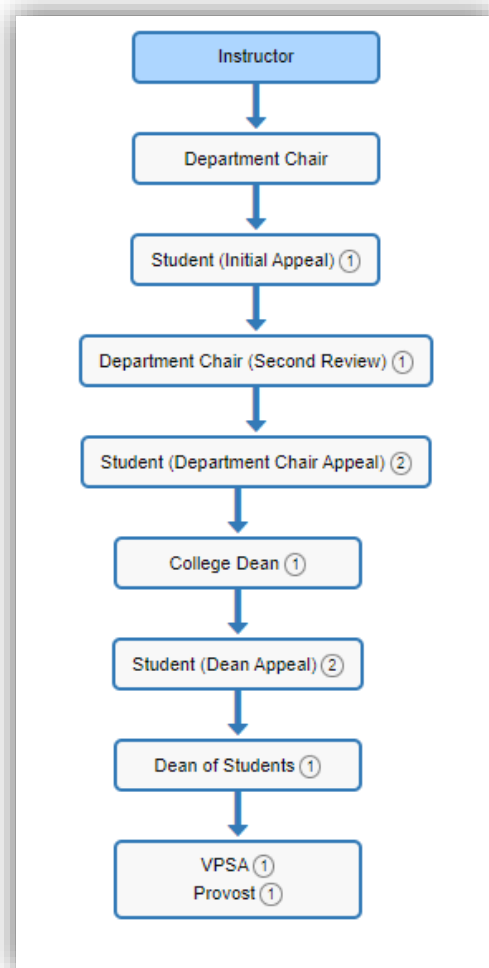 Instructor
Department Chair
Student (Initial Appeal) 1
Department Chair (Second Review) 1
Student (Department Chair Appeal) 2
College Dean 1
Student (Dean Appeal) 2
Dean of Students 1
VPSA 1
Provost 1